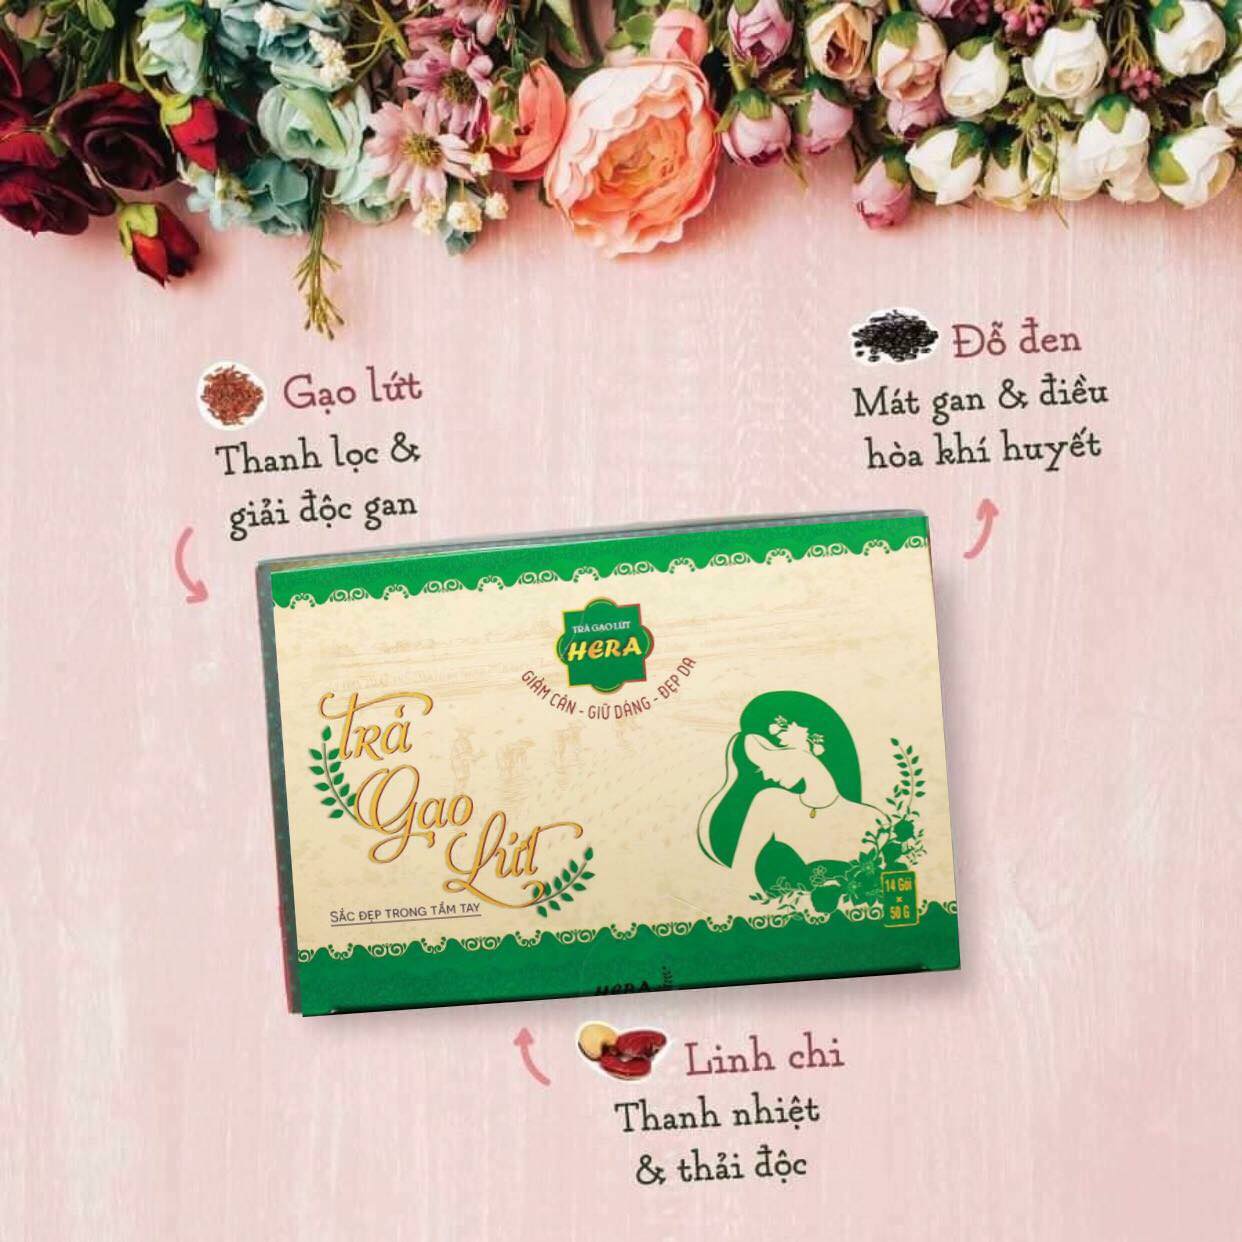 Gạo lứt
Thanh lọc &
giải độc gan
Đỗ đen
Mát gan & điều
hòa khí huyết
TRÀ GẠO LỨT
HERA
GIẢM CÂN - GIỮ DÁNG - ĐẸP DA
Trà
Gạo
Lứt
SẮC ĐẸP TRONG TẦM TAY
14 Gói
x
50 G
HERA
Linh chi
Thanh nhiệt
& thải độc